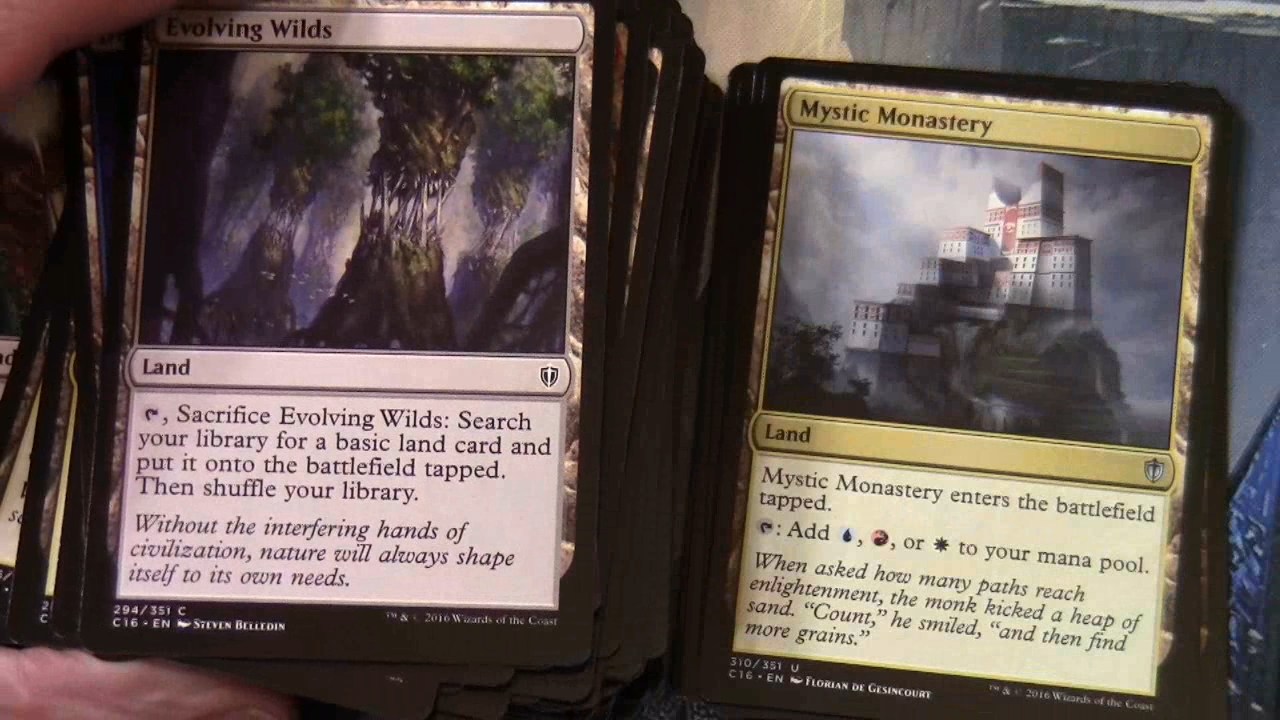 Evolving Wilds
Land
, Sacrifice Evolving Wilds: Search
your library for a basic land card and
put it onto the battlefield tapped.
Then shuffle your library.
Without the interfering hands of
civilization, nature will always shape
itself to its own needs.
294/351 C
C16 • EN Steven Belledin
™ & © 2016 Wizards of the Coast
Mystic Monastery
Land
Mystic Monastery enters the battlefield
tapped.
: Add , , or to your mana pool.
When asked how many paths reach
enlightenment, the monk kicked a heap of
sand. “Count,” he smiled, “and then find
more grains.”
310/351 U
C16 • EN Florian de Gesincourt
™ & © 2016 Wizards of the Coast